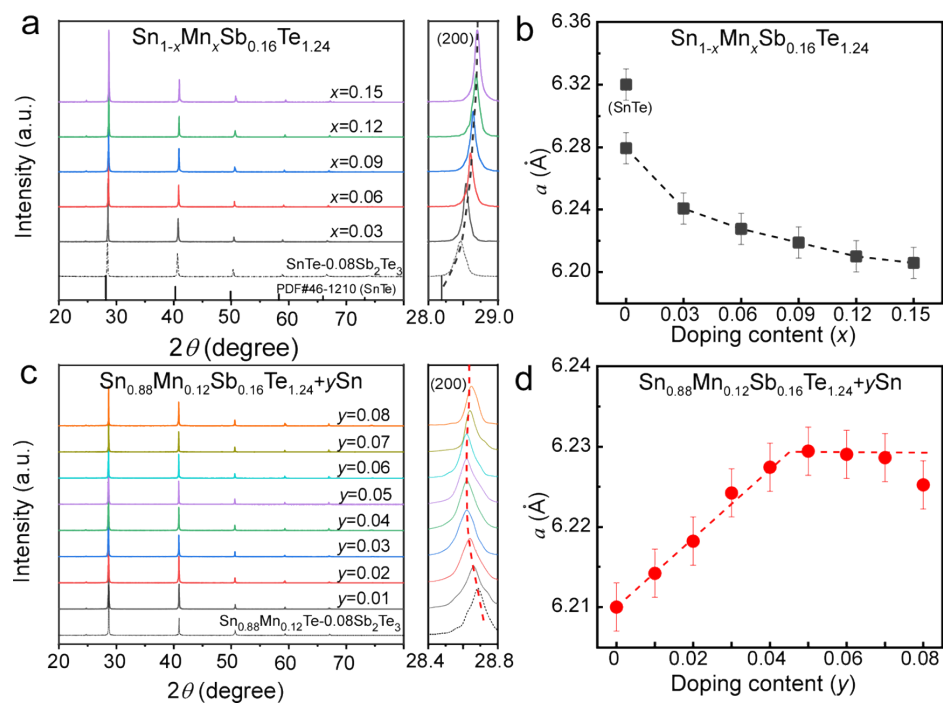 a
Sn1-xMnxSb0.16Te1.24
(200)
Intensity (a.u.)
x=0.15
x=0.12
x=0.09
x=0.06
x=0.03
SnTe-0.08Sb2Te3
PDF#46-1210 (SnTe)
20 30 40 50 60 70
28.0 29.0
2θ (degree)
b
Sn1-xMnxSb0.16Te1.24
6.36
6.32
6.28
6.24
6.20
a (Å)
(SnTe)
0 0.03 0.06 0.09 0.12 0.15
Doping content (x)
c
Sn0.88Mn0.12Sb0.16Te1.24+ySn
(200)
Intensity (a.u.)
y=0.08
y=0.07
y=0.06
y=0.05
y=0.04
y=0.03
y=0.02
y=0.01
Sn0.88Mn0.12Te-0.08Sb2Te3
20 30 40 50 60 70
28.4 28.8
2θ (degree)
d
Sn0.88Mn0.12Sb0.16Te1.24+ySn
6.24
6.23
6.22
6.21
a (Å)
0 0.02 0.04 0.06 0.08
Doping content (y)